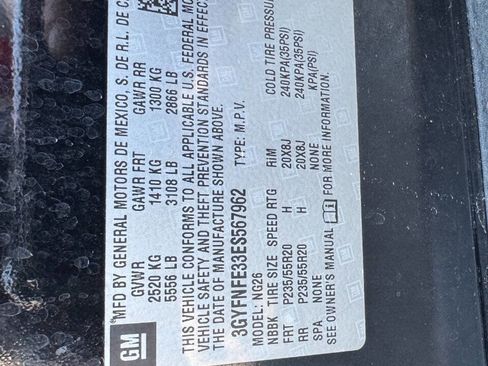 GM
MFD BY GENERAL MOTORS DE MEXICO, S. DE R.L. DE C.
GVWR GAWR FRT GAWR RR
2520 KG 1410 KG 1300 KG
5556 LB 3108 LB 2866 LB
THIS VEHICLE CONFORMS TO ALL APPLICABLE U.S. FEDERAL MO
VEHICLE SAFETY AND THEFT PREVENTION STANDARDS IN EFFECT
THE DATE OF MANUFACTURE SHOWN ABOVE.
3GYFNFE33ES567962 TYPE: M.P.V.
MODEL: NG26
NBBK TIRE SIZE SPEED RTG RIM COLD TIRE PRESSUR
FRT P235/55R20 H 20X8J 240KPA(35PSI)
RR P235/55R20 H 20X8J 240KPA(35PSI)
SPA NONE NONE KPA(PSI)
SEE OWNER'S MANUAL FOR MORE INFORMATION.